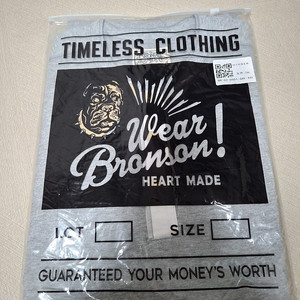 TIMELESS CLOTHING
Wear
Bronson!
HEART MADE
LOT
SIZE
GUARANTEED YOUR MONEY'S WORTH